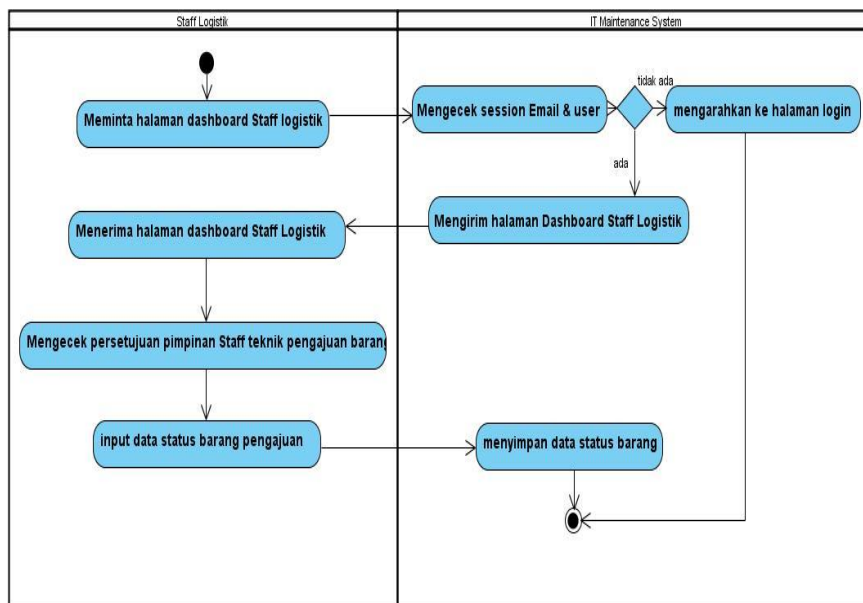 Staff Logistik
IT Maintenance System
Meminta halaman dashboard Staff logistik
Mengecek session Email & user
tidak ada
mengarahkan ke halaman login
ada
Mengirim halaman Dashboard Staff Logistik
Menerima halaman dashboard Staff Logistik
Mengecek persetujuan pimpinan Staff teknik pengajuan barang
input data status barang pengajuan
menyimpan data status barang